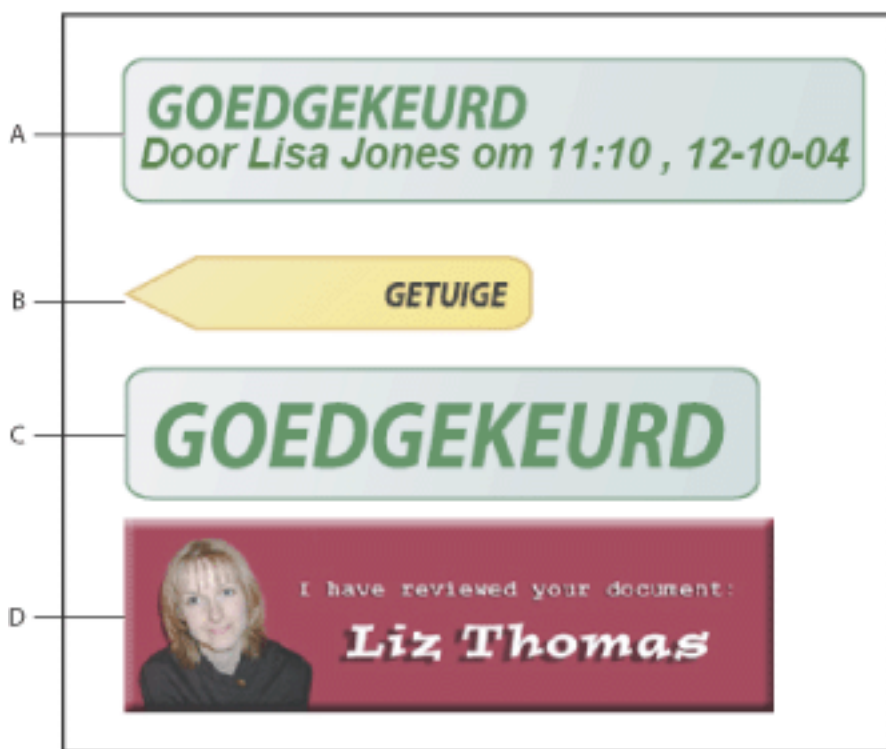 A
GOEDGEKEURD
Door Lisa Jones om 11:10 , 12-10-04
B
GETUIGE
C
GOEDGEKEURD
D
I have reviewed your document:
Liz Thomas